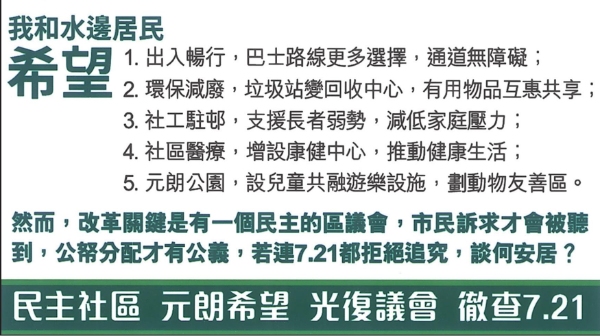 我和水邊居民
希望
1. 出入暢行，巴士路線更多選擇，通道無障礙；
2. 環保減廢，垃圾站變回收中心，有用物品互惠共享；
3. 社工駐邨，支援長者弱勢，減低家庭壓力；
4. 社區醫療，增設康健中心，推動健康生活；
5. 元朗公園，設兒童共融遊樂設施，劃動物友善區。
然而，改革關鍵是有一個民主的區議會，市民訴求才會被聽
到，公帑分配才有公義，若連7.21都拒絕追究，談何安居？
民主社區 元朗希望 光復議會 徹查7.21